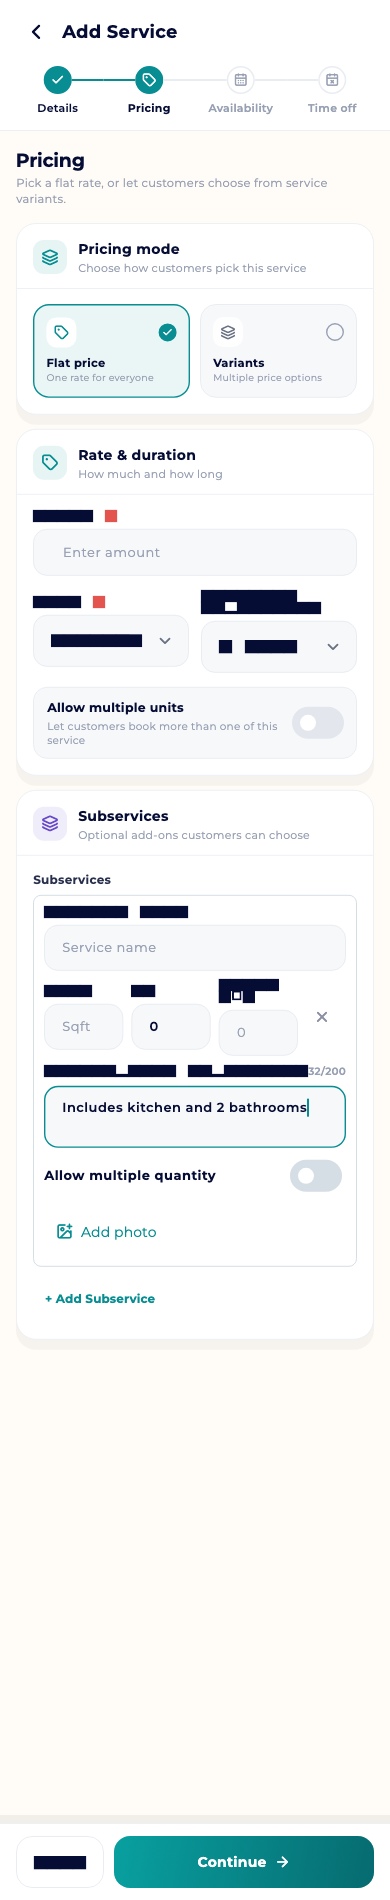 Add Service
Details
Pricing
Availability
Time off
Pricing
Pick a flat rate, or let customers choose from service
variants.
Pricing mode
Choose how customers pick this service
Flat price
One rate for everyone
Variants
Multiple price options
Rate & duration
How much and how long
Enter amount
Allow multiple units
Let customers book more than one of this
service
Subservices
Optional add-ons customers can choose
Subservices
Service name
Sqft
0
0
32/200
Includes kitchen and 2 bathrooms
Allow multiple quantity
Add photo
+ Add Subservice
Continue